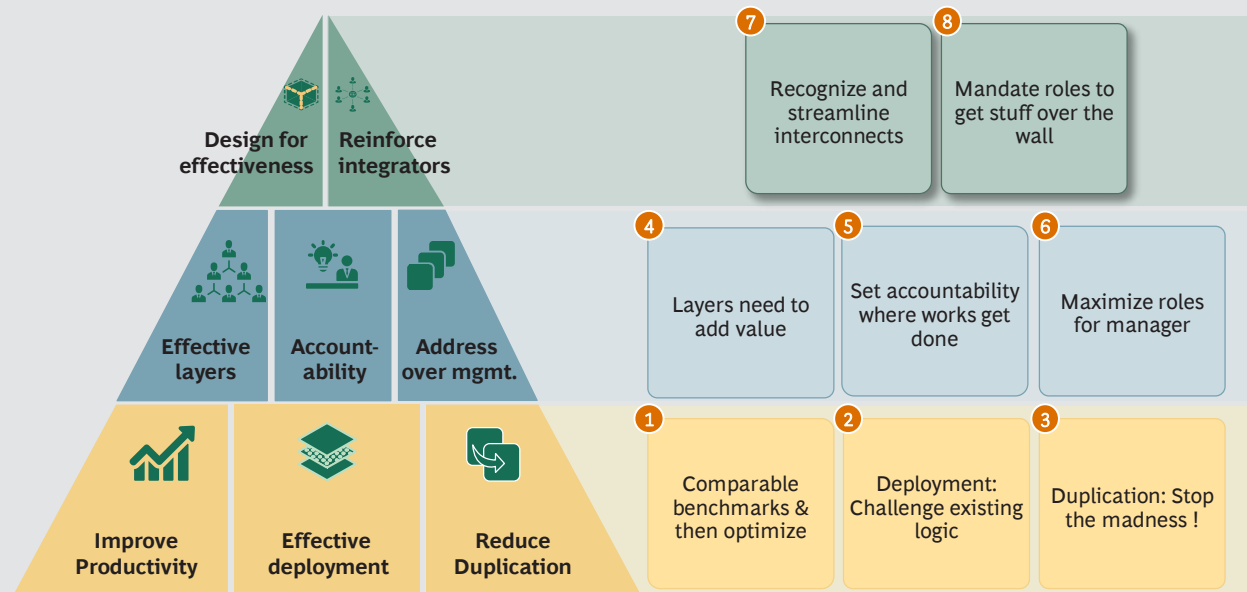 7
8
Recognize and
streamline
interconnects
Mandate roles to
get stuff over the
wall
Design for
effectiveness
Reinforce
integrators
4
5
6
Layers need to
add value
Set accountability
where works get
done
Maximize roles
for manager
Effective
layers
Account-
ability
Address
over mgmt.
1
2
3
Comparable
benchmarks &
then optimize
Deployment:
Challenge existing
logic
Duplication: Stop
the madness !
Improve
Productivity
Effective
deployment
Reduce
Duplication